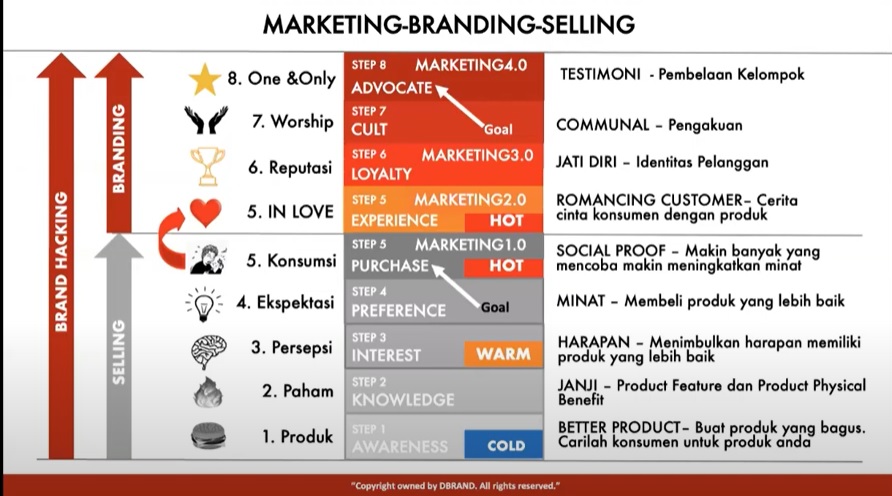 MARKETING-BRANDING-SELLING
BRAND HACKING
BRANDING
SELLING
8. One &Only
STEP 8 MARKETING4.0
ADVOCATE
TESTIMONI - Pembelaan Kelompok
7. Worship
STEP 7
CULT
Goal
COMMUNAL – Pengakuan
6. Reputasi
STEP 6 MARKETING3.0
LOYALTY
JATI DIRI – Identitas Pelanggan
5. IN LOVE
STEP 5 MARKETING2.0
EXPERIENCE HOT
ROMANCING CUSTOMER– Cerita
cinta konsumen dengan produk
5. Konsumsi
STEP 5 MARKETING1.0
PURCHASE HOT
SOCIAL PROOF – Makin banyak yang
mencoba makin meningkatkan minat
4. Ekspektasi
STEP 4
PREFERENCE
Goal
MINAT – Membeli produk yang lebih baik
3. Persepsi
STEP 3
INTEREST WARM
HARAPAN – Menimbulkan harapan memiliki
produk yang lebih baik
2. Paham
STEP 2
KNOWLEDGE
JANJI – Product Feature dan Product Physical
Benefit
1. Produk
STEP 1
AWARENESS COLD
BETTER PRODUCT– Buat produk yang bagus.
Carilah konsumen untuk produk anda
"Copyright owned by DBRAND. All rights reserved."